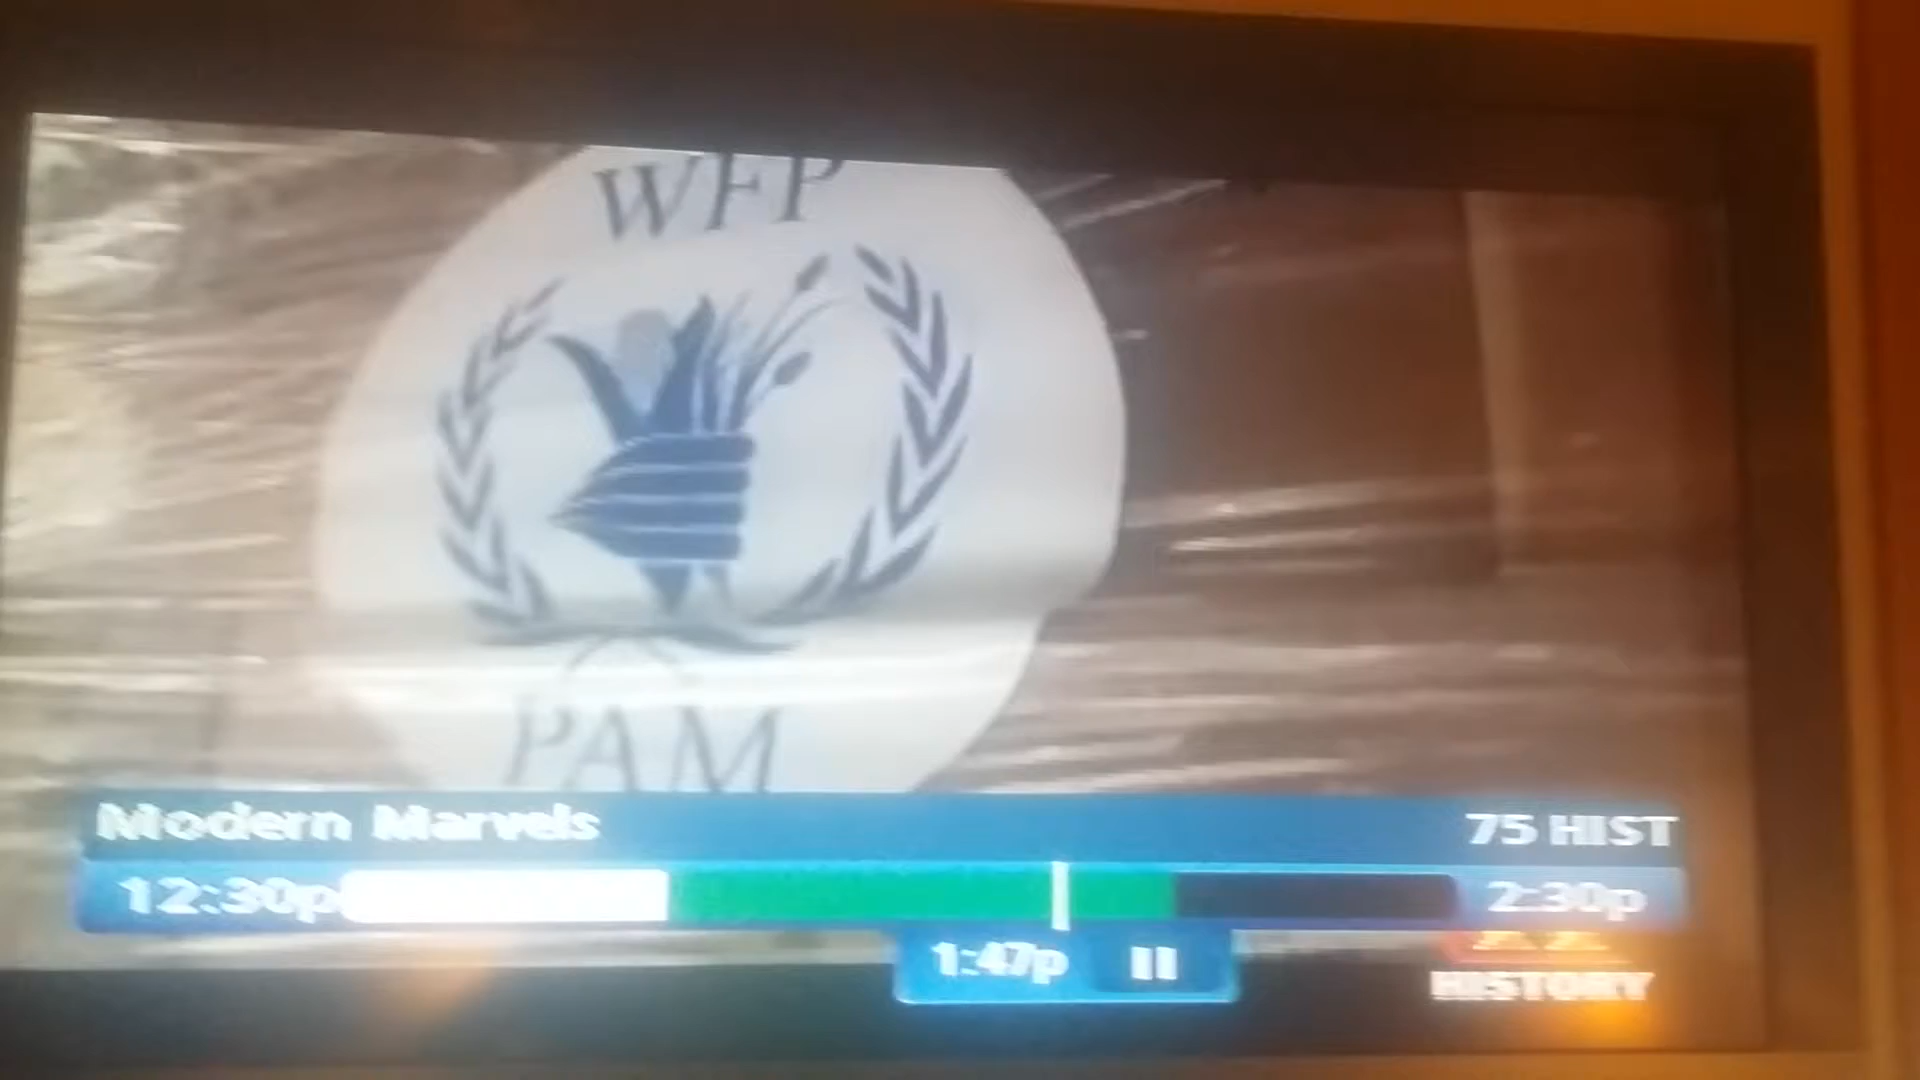 WFP
PAM
Modern Marvels
75 HIST
12:30p
2:30p
1:47p
HISTORY